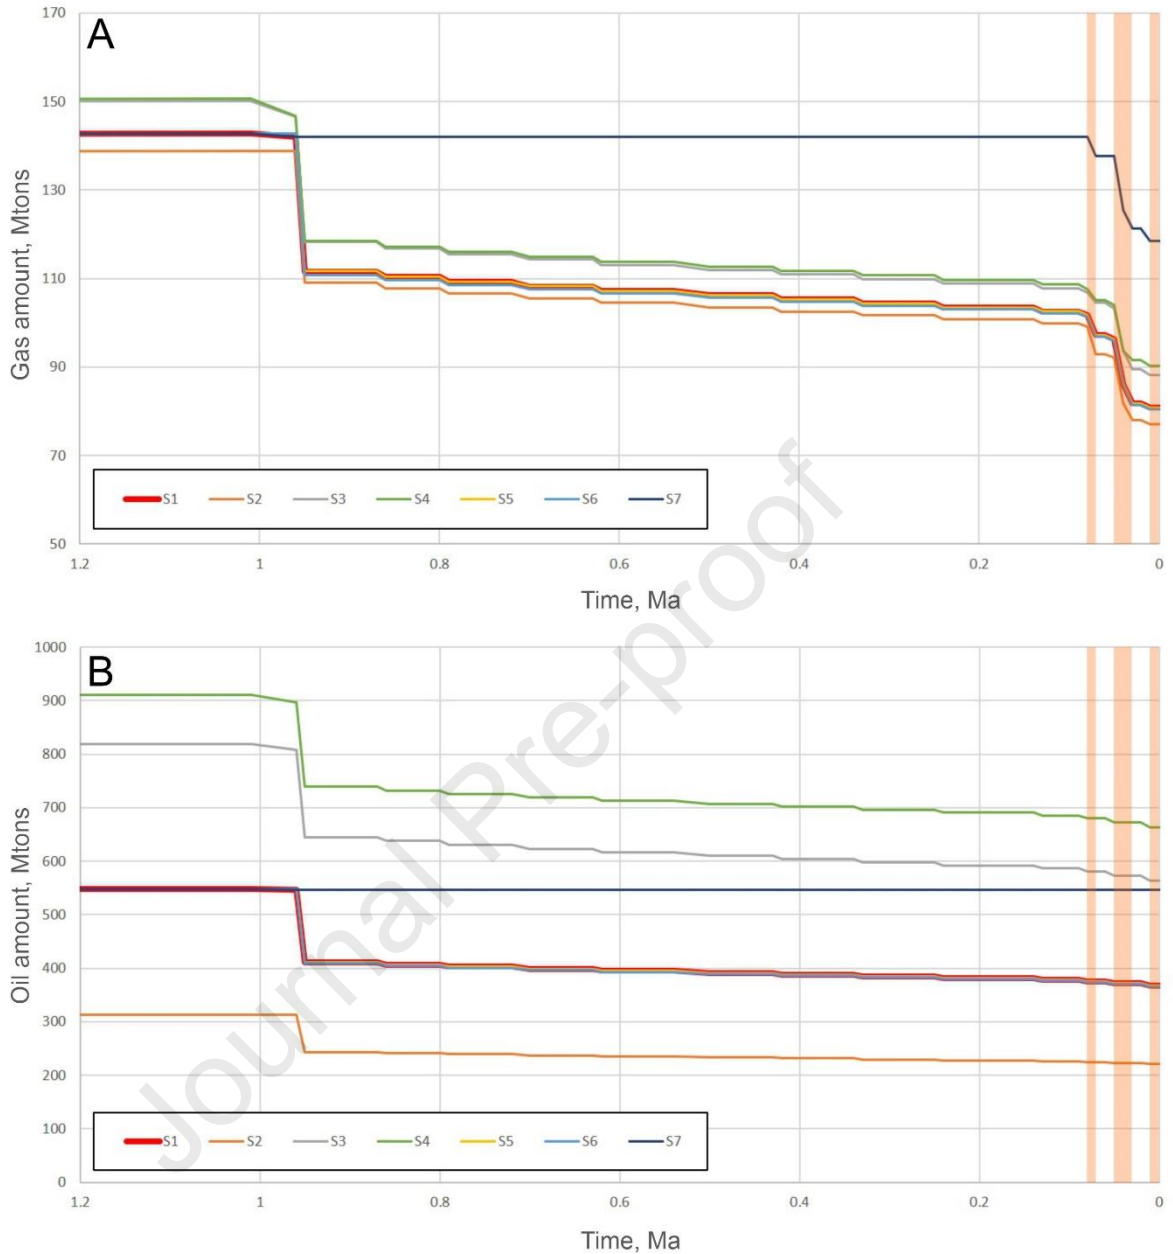 A
170
150
130
110
90
70
50
Gas amount, Mtons
S1 S2 S3 S4 S5 S6 S7
1.2 1 0.8 0.6 0.4 0.2 0
Time, Ma
B
1000
900
800
700
600
500
400
300
200
100
0
Oil amount, Mtons
S1 S2 S3 S4 S5 S6 S7
1.2 1 0.8 0.6 0.4 0.2 0
Time, Ma
Journal Pre-proof